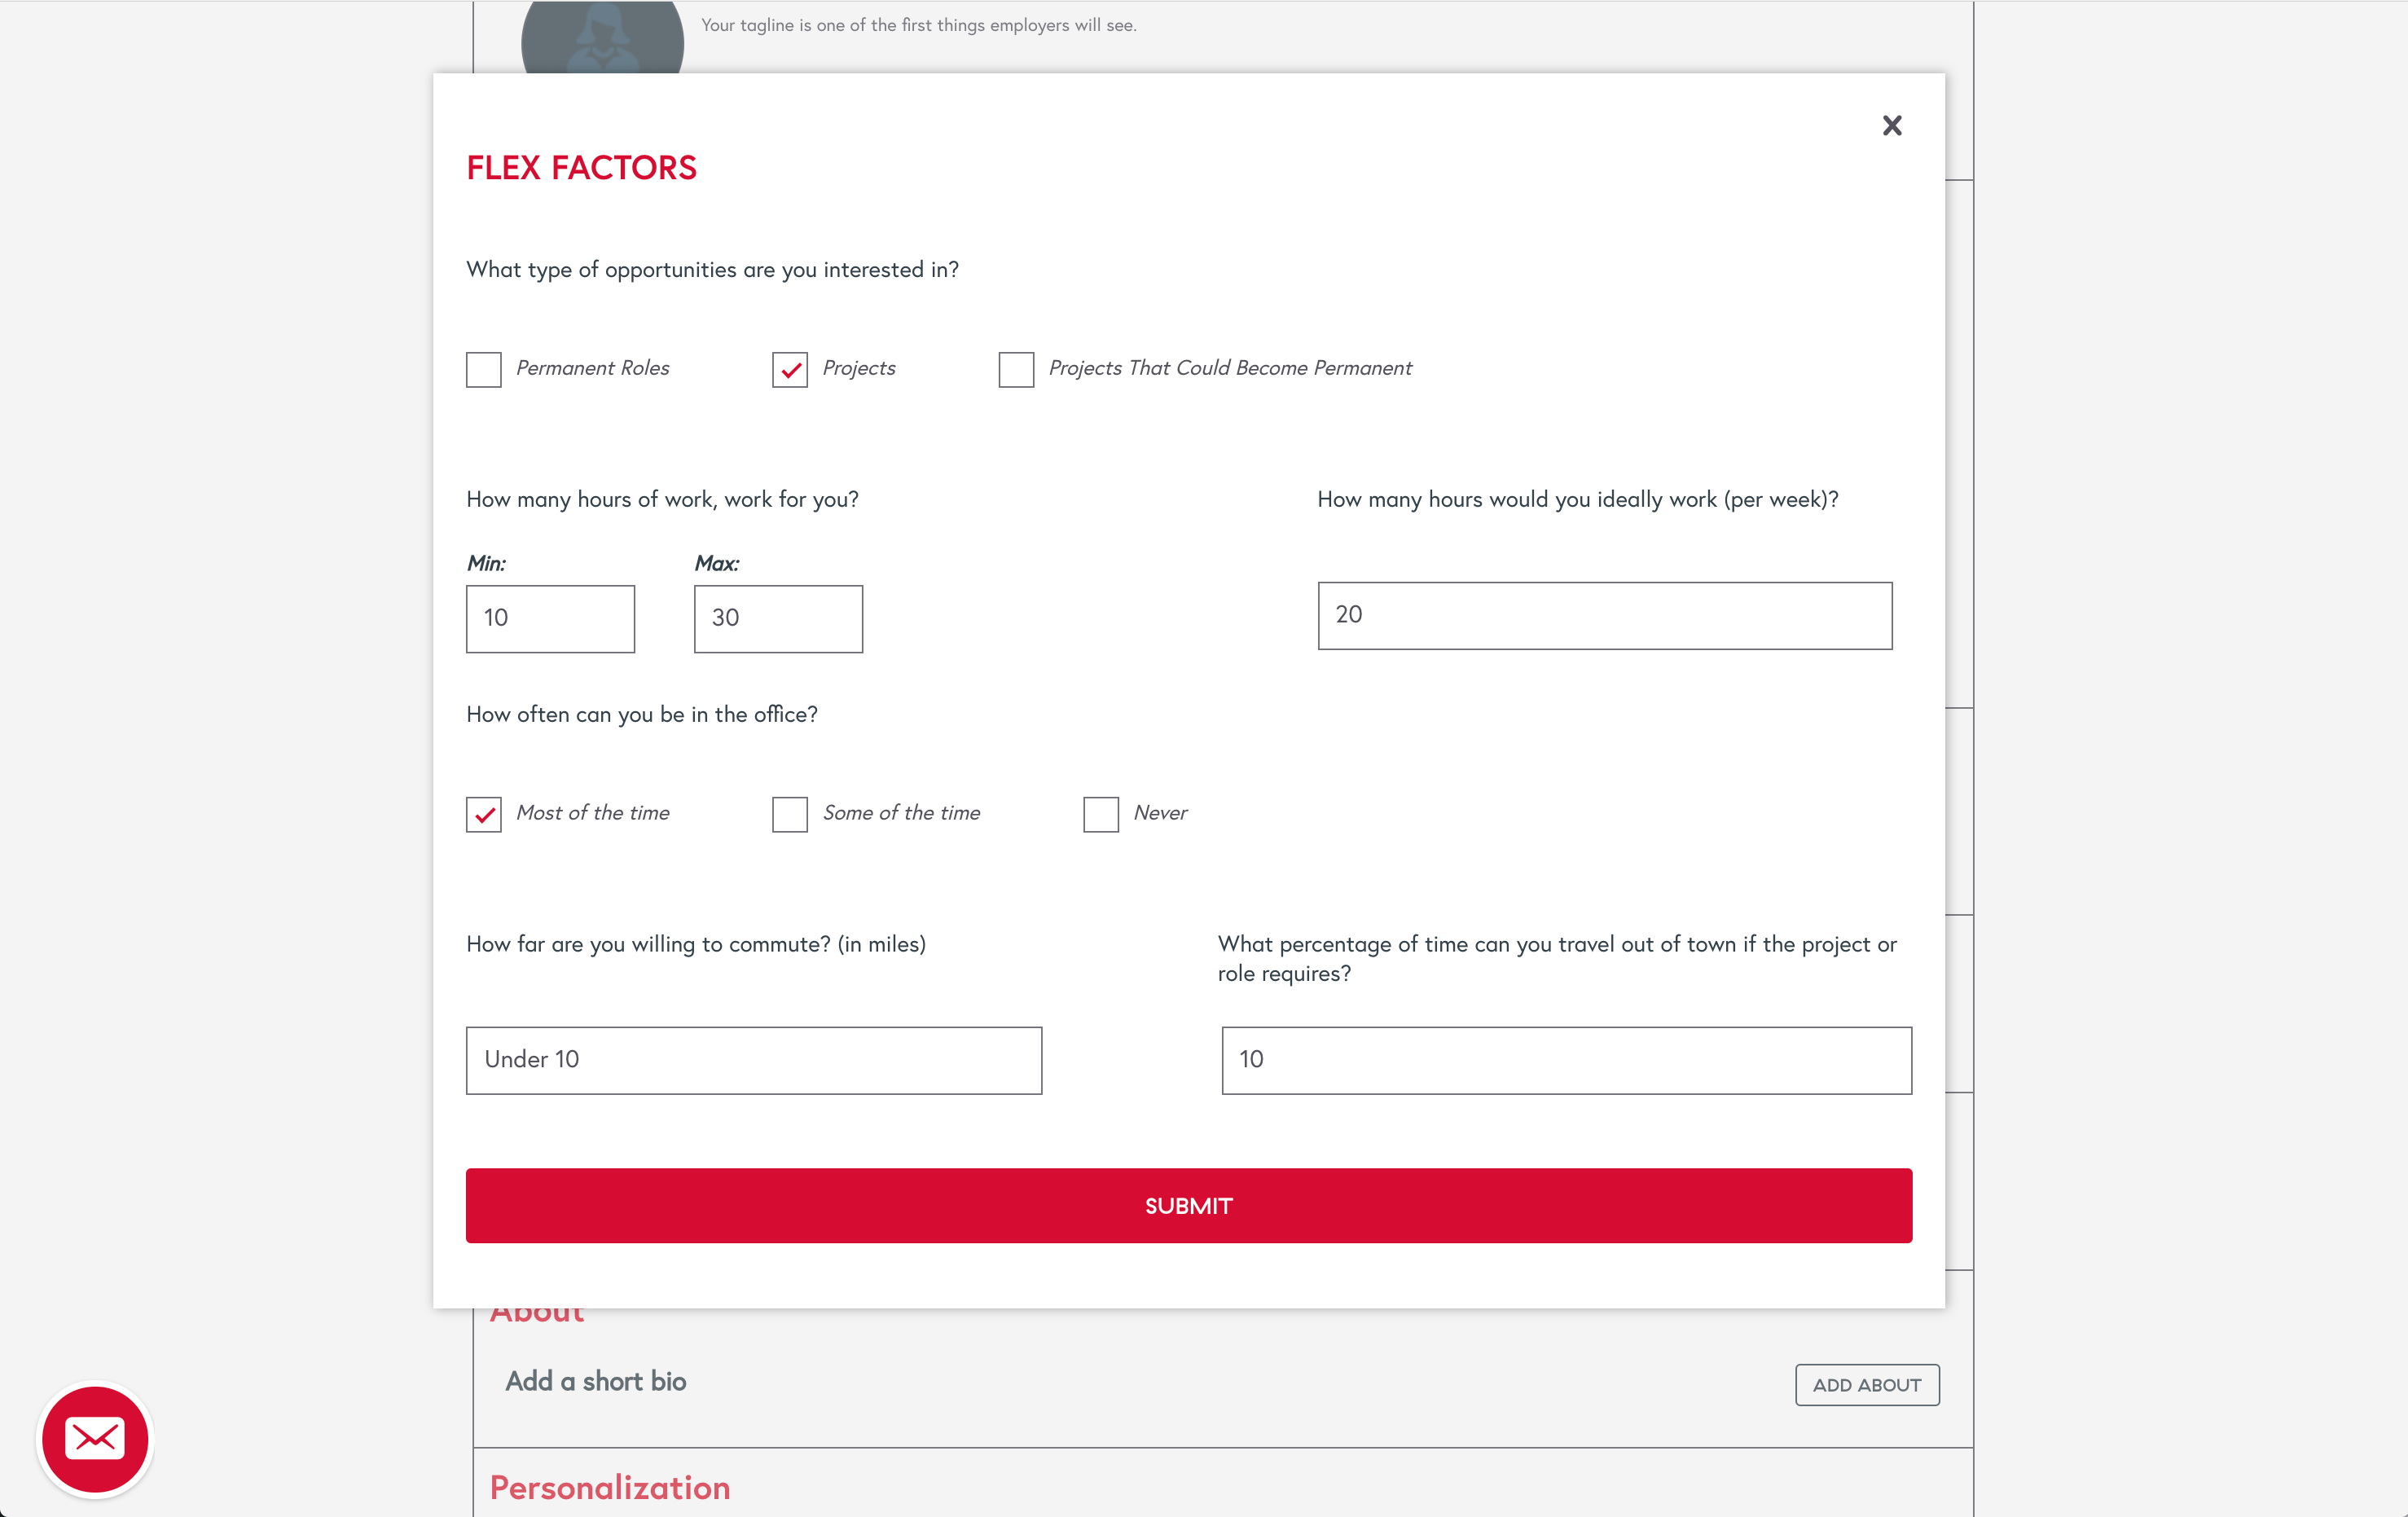 Your tagline is one of the first things employers will see.
FLEX FACTORS
What type of opportunities are you interested in?
Permanent Roles
Projects
Projects That Could Become Permanent
How many hours of work, work for you?
How many hours would you ideally work (per week)?
Min:
Max:
10
30
20
How often can you be in the office?
Most of the time
Some of the time
Never
How far are you willing to commute? (in miles)
What percentage of time can you travel out of town if the project or
role requires?
Under 10
10
SUBMIT
About
Add a short bio
ADD ABOUT
Personalization